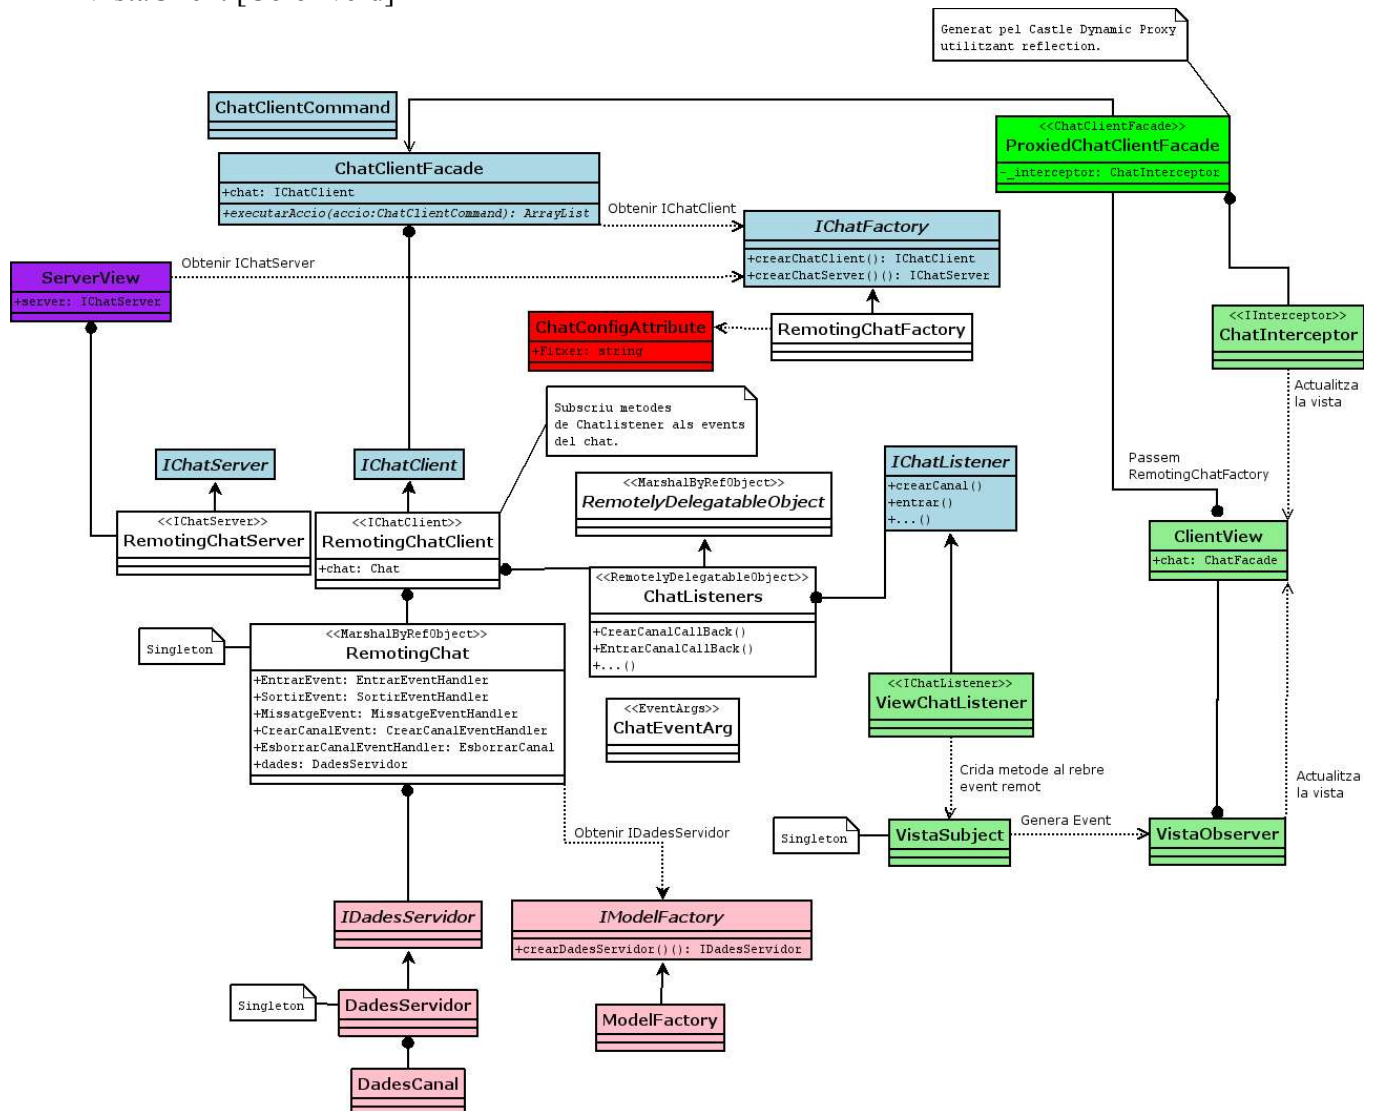 Generat pel Castle Dynamic Proxy
utilitzant reflection.
ChatClientCommand
<<ChatClientFacade>>
ProxiedChatClientFacade
-_interceptor: ChatInterceptor
ChatClientFacade
+chat: IChatClient
+executarAccio(accio:ChatClientCommand): ArrayList
Obtenir IChatClient
IChatFactory
+crearChatClient(): IChatClient
+crearChatServer()(): IChatServer
ServerView
+server: IChatServer
Obtenir IChatServer
ChatConfigAttribute
+Fitxer: string
RemotingChatFactory
<<IInterceptor>>
ChatInterceptor
Actualitza
la vista
Subscriu metodes
de Chatlistener als events
del chat.
IChatServer
IChatClient
IChatListener
+crearCanal()
+entrar()
+...()
Passem
RemotingChatFactory
<<MarshalByRefObject>>
RemotelyDelegatableObject
<<IChatServer>>
RemotingChatServer
<<IChatClient>>
RemotingChatClient
+chat: Chat
ClientView
+chat: ChatFacade
<<RemotelyDelegatableObject>>
ChatListeners
+CrearCanalCallBack()
+EntrarCanalCallBack()
+...()
Singleton
<<MarshalByRefObject>>
RemotingChat
+EntrarEvent: EntrarEventHandler
+SortirEvent: SortirEventHandler
+MissatgeEvent: MissatgeEventHandler
+CrearCanalEvent: CrearCanalEventHandler
+EsborrarCanalEventHandler: EsborrarCanal
+dades: DadesServidor
<<IChatListener>>
ViewChatListener
<<EventArgs>>
ChatEventArg
Crida metode al rebre
event remot
Actualitza
la vista
Obtenir IDadesServidor
Singleton
VistaSubject
Genera Event
VistaObserver
IDadesServidor
IModelFactory
+crearDadesServidor()(): IDadesServidor
Singleton
DadesServidor
ModelFactory
DadesCanal